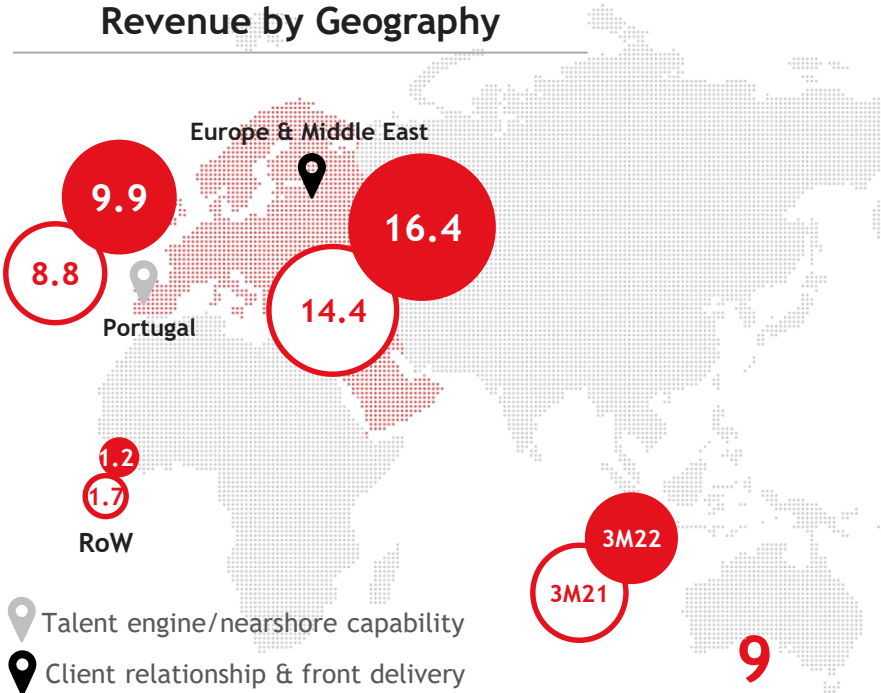 Revenue by Geography
Europe & Middle East
9.9
16.4
8.8
14.4
Portugal
1.2
1.7
RoW
3M22
3M21
Talent engine/nearshore capability
Client relationship & front delivery
9